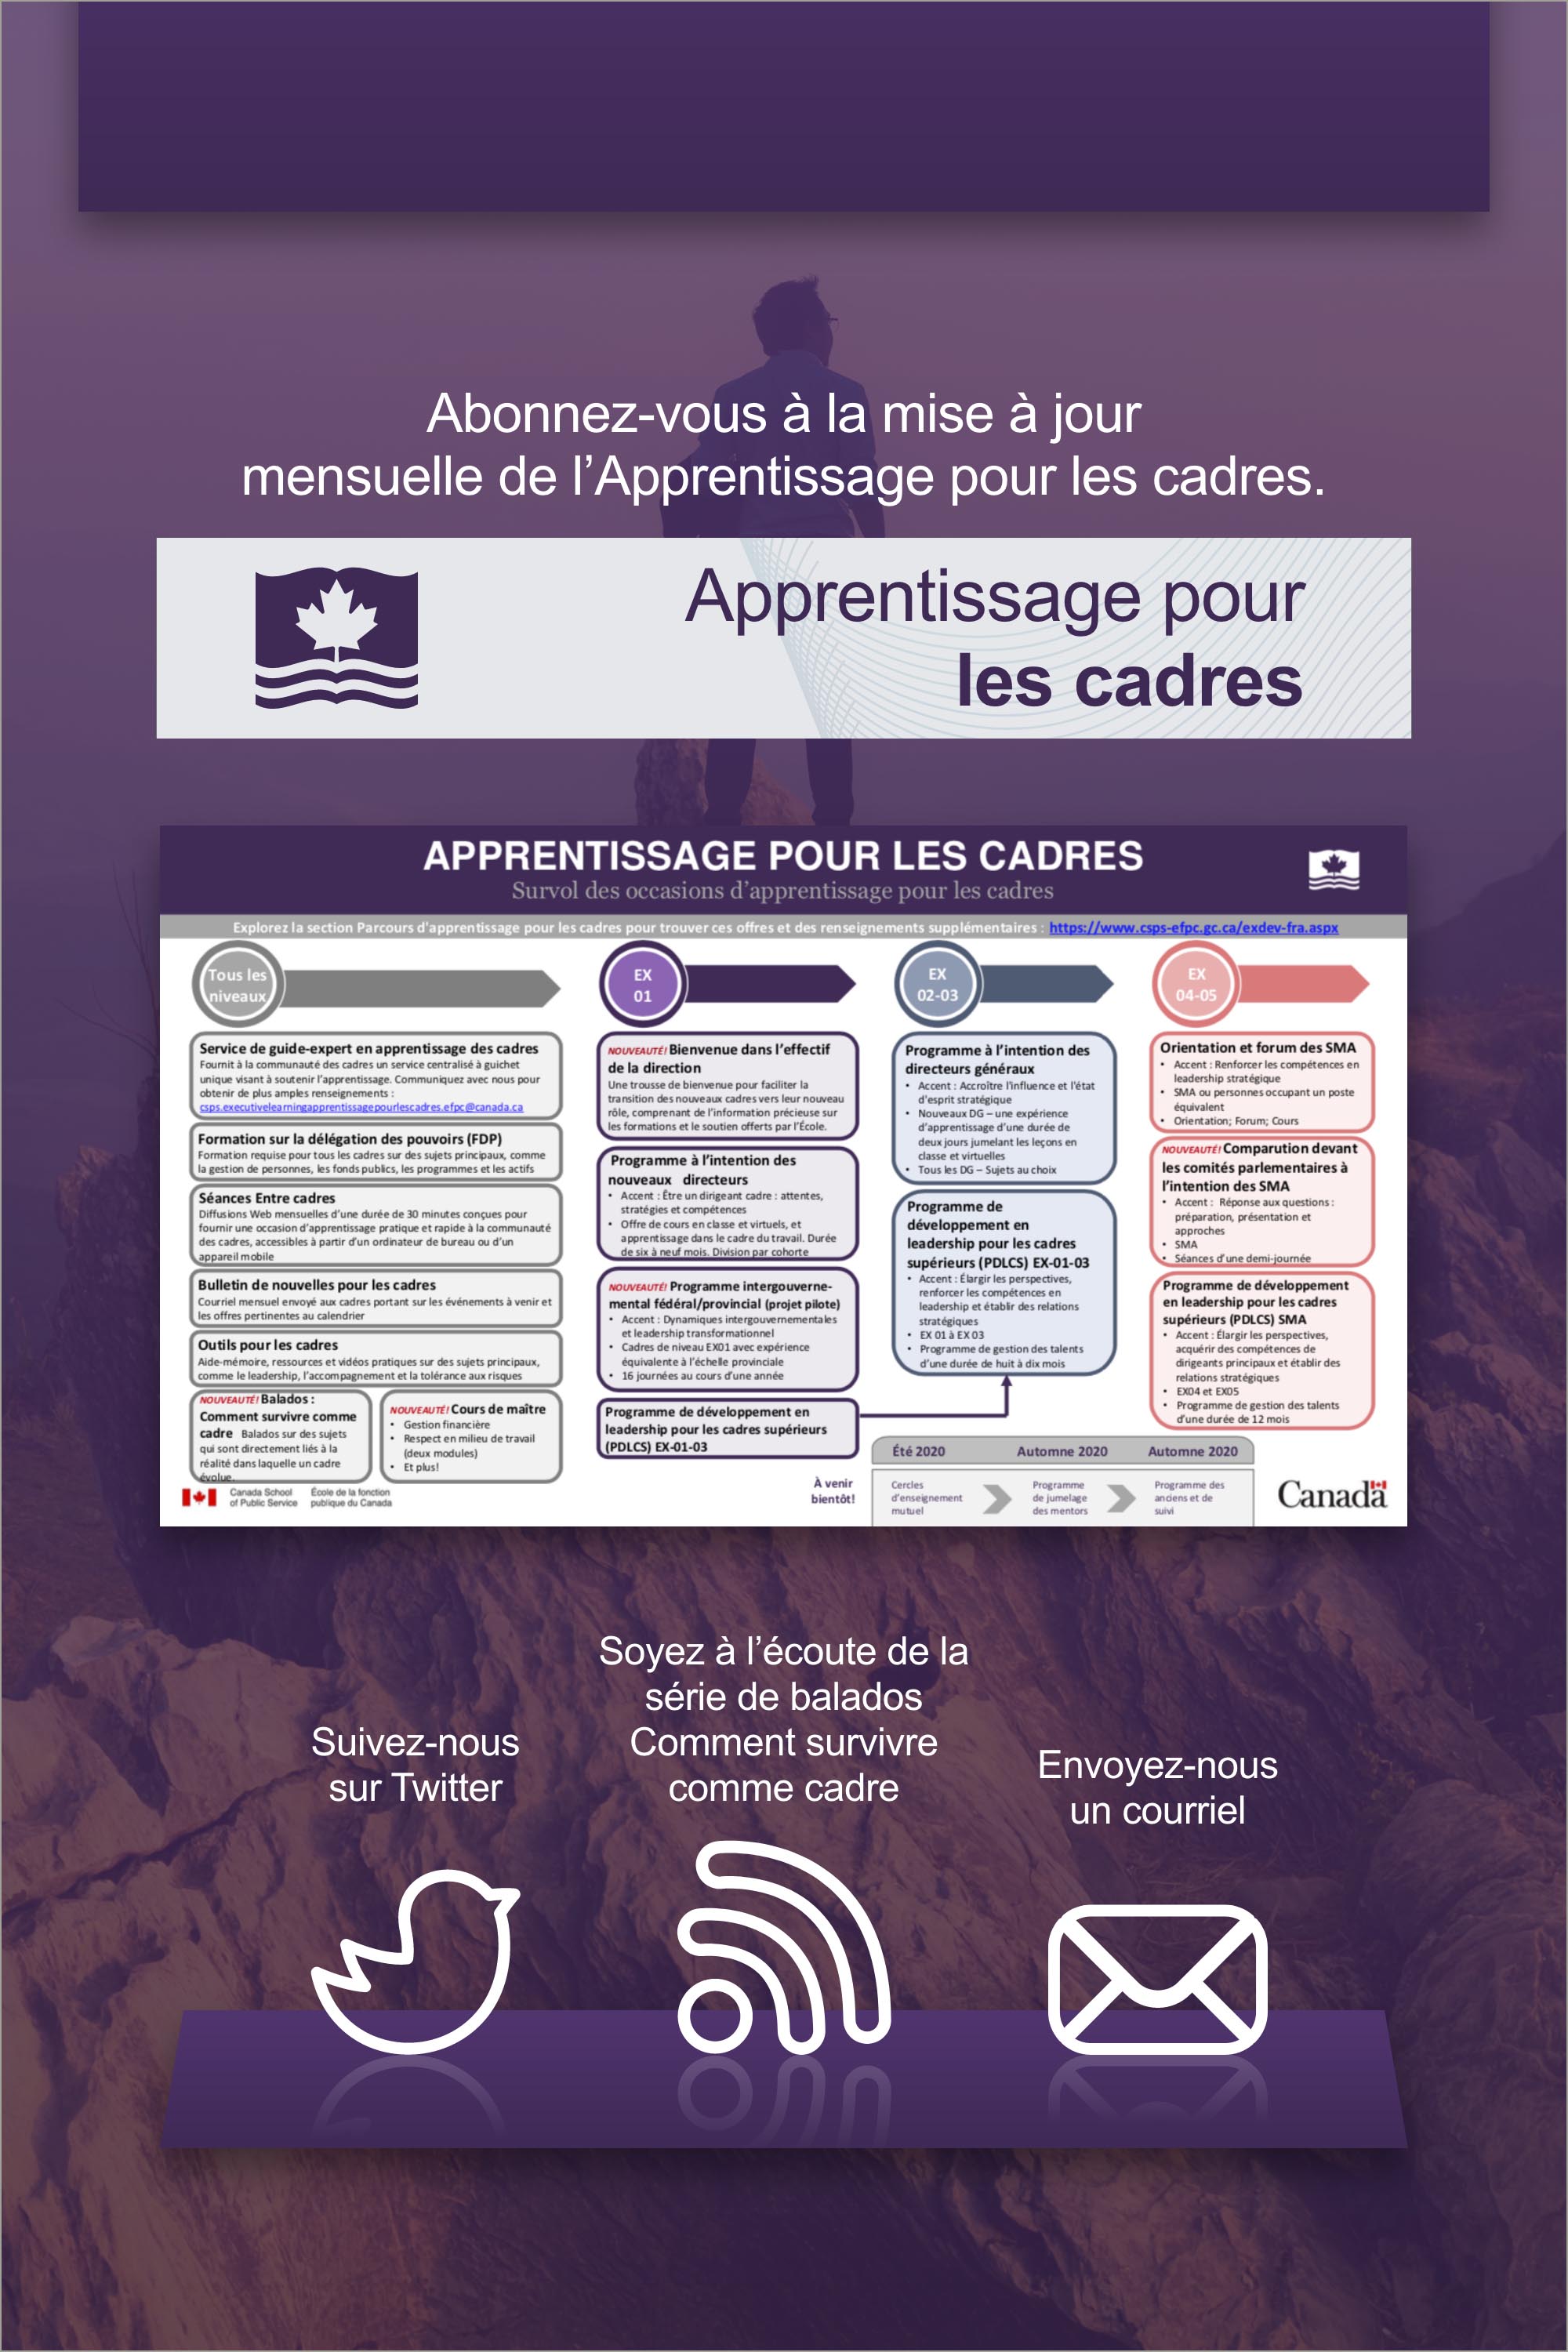 Abonnez-vous à la mise à jour
mensuelle de l’Apprentissage pour les cadres.
Apprentissage pour
les cadres
APPRENTISSAGE POUR LES CADRES
Survol des occasions d’apprentissage pour les cadres
Explorez la section Parcours d'apprentissage pour les cadres pour trouver ces offres et des renseignements supplémentaires : https://www.csps-efpc.gc.ca/exdev-fra.aspx
Tous les
niveaux
Service de guide-expert en apprentissage des cadres
Fournit à la communauté des cadres un service centralisé à guichet
unique visant à soutenir l’apprentissage. Communiquez avec nous pour
obtenir de plus amples renseignements :
csps.executivelearningapprentissagepourlescadres.efpc@canada.ca
Formation sur la délégation des pouvoirs (FDP)
Formation requise pour tous les cadres sur des sujets principaux, comme
la gestion de personnes, les fonds publics, les programmes et les actifs
Séances Entre cadres
Diffusions Web mensuelles d’une durée de 30 minutes conçues pour
fournir une occasion d’apprentissage pratique et rapide à la communauté
des cadres, accessibles à partir d’un ordinateur de bureau ou d’un
appareil mobile
Bulletin de nouvelles pour les cadres
Courriel mensuel envoyé aux cadres portant sur les événements à venir et
les offres pertinentes au calendrier
Outils pour les cadres
Aide-mémoire, ressources et vidéos pratiques sur des sujets principaux,
comme le leadership, l’accompagnement et la tolérance aux risques
NOUVEAUTÉ! Balados :
Comment survivre comme
cadre Balados sur des sujets
qui sont directement liés à la
réalité dans laquelle un cadre
évolue.
NOUVEAUTÉ! Cours de maître
• Gestion financière
• Respect en milieu de travail
(deux modules)
• Et plus!
EX
01
NOUVEAUTÉ! Bienvenue dans l’effectif
de la direction
Une trousse de bienvenue pour faciliter la
transition des nouveaux cadres vers leur nouveau
rôle, comprenant de l’information précieuse sur
les formations et le soutien offerts par l’École.
Programme à l’intention des
nouveaux directeurs
• Accent : Être un dirigeant cadre : attentes,
stratégies et compétences
• Offre de cours en classe et virtuels, et
apprentissage dans le cadre du travail. Durée
de six à neuf mois. Division par cohorte
NOUVEAUTÉ! Programme intergouverne-
mental fédéral/provincial (projet pilote)
• Accent : Dynamiques intergouvernementales
et leadership transformationnel
• Cadres de niveau EX01 avec expérience
équivalente à l’échelle provinciale
• 16 journées au cours d’une année
Programme de développement en
leadership pour les cadres supérieurs
(PDLCS) EX-01-03
EX
02-03
Programme à l’intention des
directeurs généraux
• Accent : Accroître l’influence et l’état
d’esprit stratégique
• Nouveaux DG – une expérience
d’apprentissage d’une durée de
deux jours jumelant les leçons en
classe et virtuelles
• Tous les DG – Sujets au choix
Programme de
développement en
leadership pour les cadres
supérieurs (PDLCS) EX-01-03
• Accent : Élargir les perspectives,
renforcer les compétences en
leadership et établir des relations
stratégiques
• EX 01 à EX 03
• Programme de gestion des talents
d’une durée de huit à dix mois
EX
04-05
Orientation et forum des SMA
• Accent : Renforcer les compétences en
leadership stratégique
• SMA ou personnes occupant un poste
équivalent
• Orientation; Forum; Cours
NOUVEAUTÉ! Comparution devant
les comités parlementaires à
l’intention des SMA
• Accent : Réponse aux questions :
préparation, présentation et
approches
• SMA
• Séances d’une demi-journée
Programme de développement
en leadership pour les cadres
supérieurs (PDLCS) SMA
• Accent : Élargir les perspectives,
acquérir des compétences de
dirigeants principaux et établir des
relations stratégiques
• EX04 et EX05
• Programme de gestion des talents
d’une durée de 12 mois
À venir
bientôt!
Été 2020
Automne 2020
Automne 2020
Cercles
d’enseignement
mutuel
Programme
de jumelage
des mentors
Programme des
anciens et de
suivi
Canada School
of Public Service
École de la fonction
publique du Canada
Canada
Suivez-nous
sur Twitter
Soyez à l’écoute de la
série de balados
Comment survivre
comme cadre
Envoyez-nous
un courriel